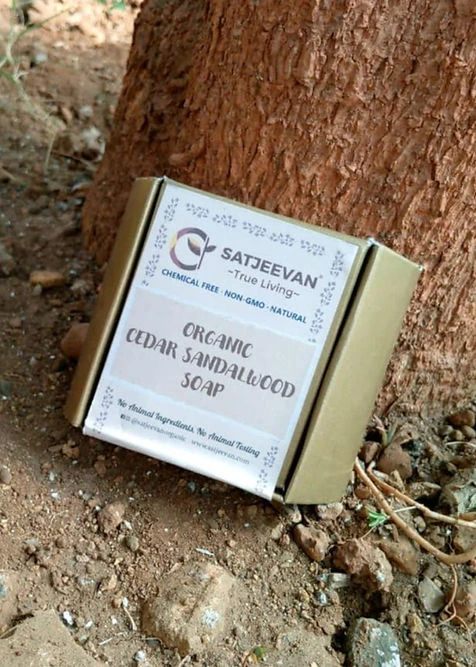 SATJEEVAN®
~True Living~
CHEMICAL FREE · NON-GMO · NATURAL
ORGANIC
CEDAR SANDALWOOD
SOAP
No Animal Ingredients, No Animal Testing
@satjeevanorganic www.satjeevan.com